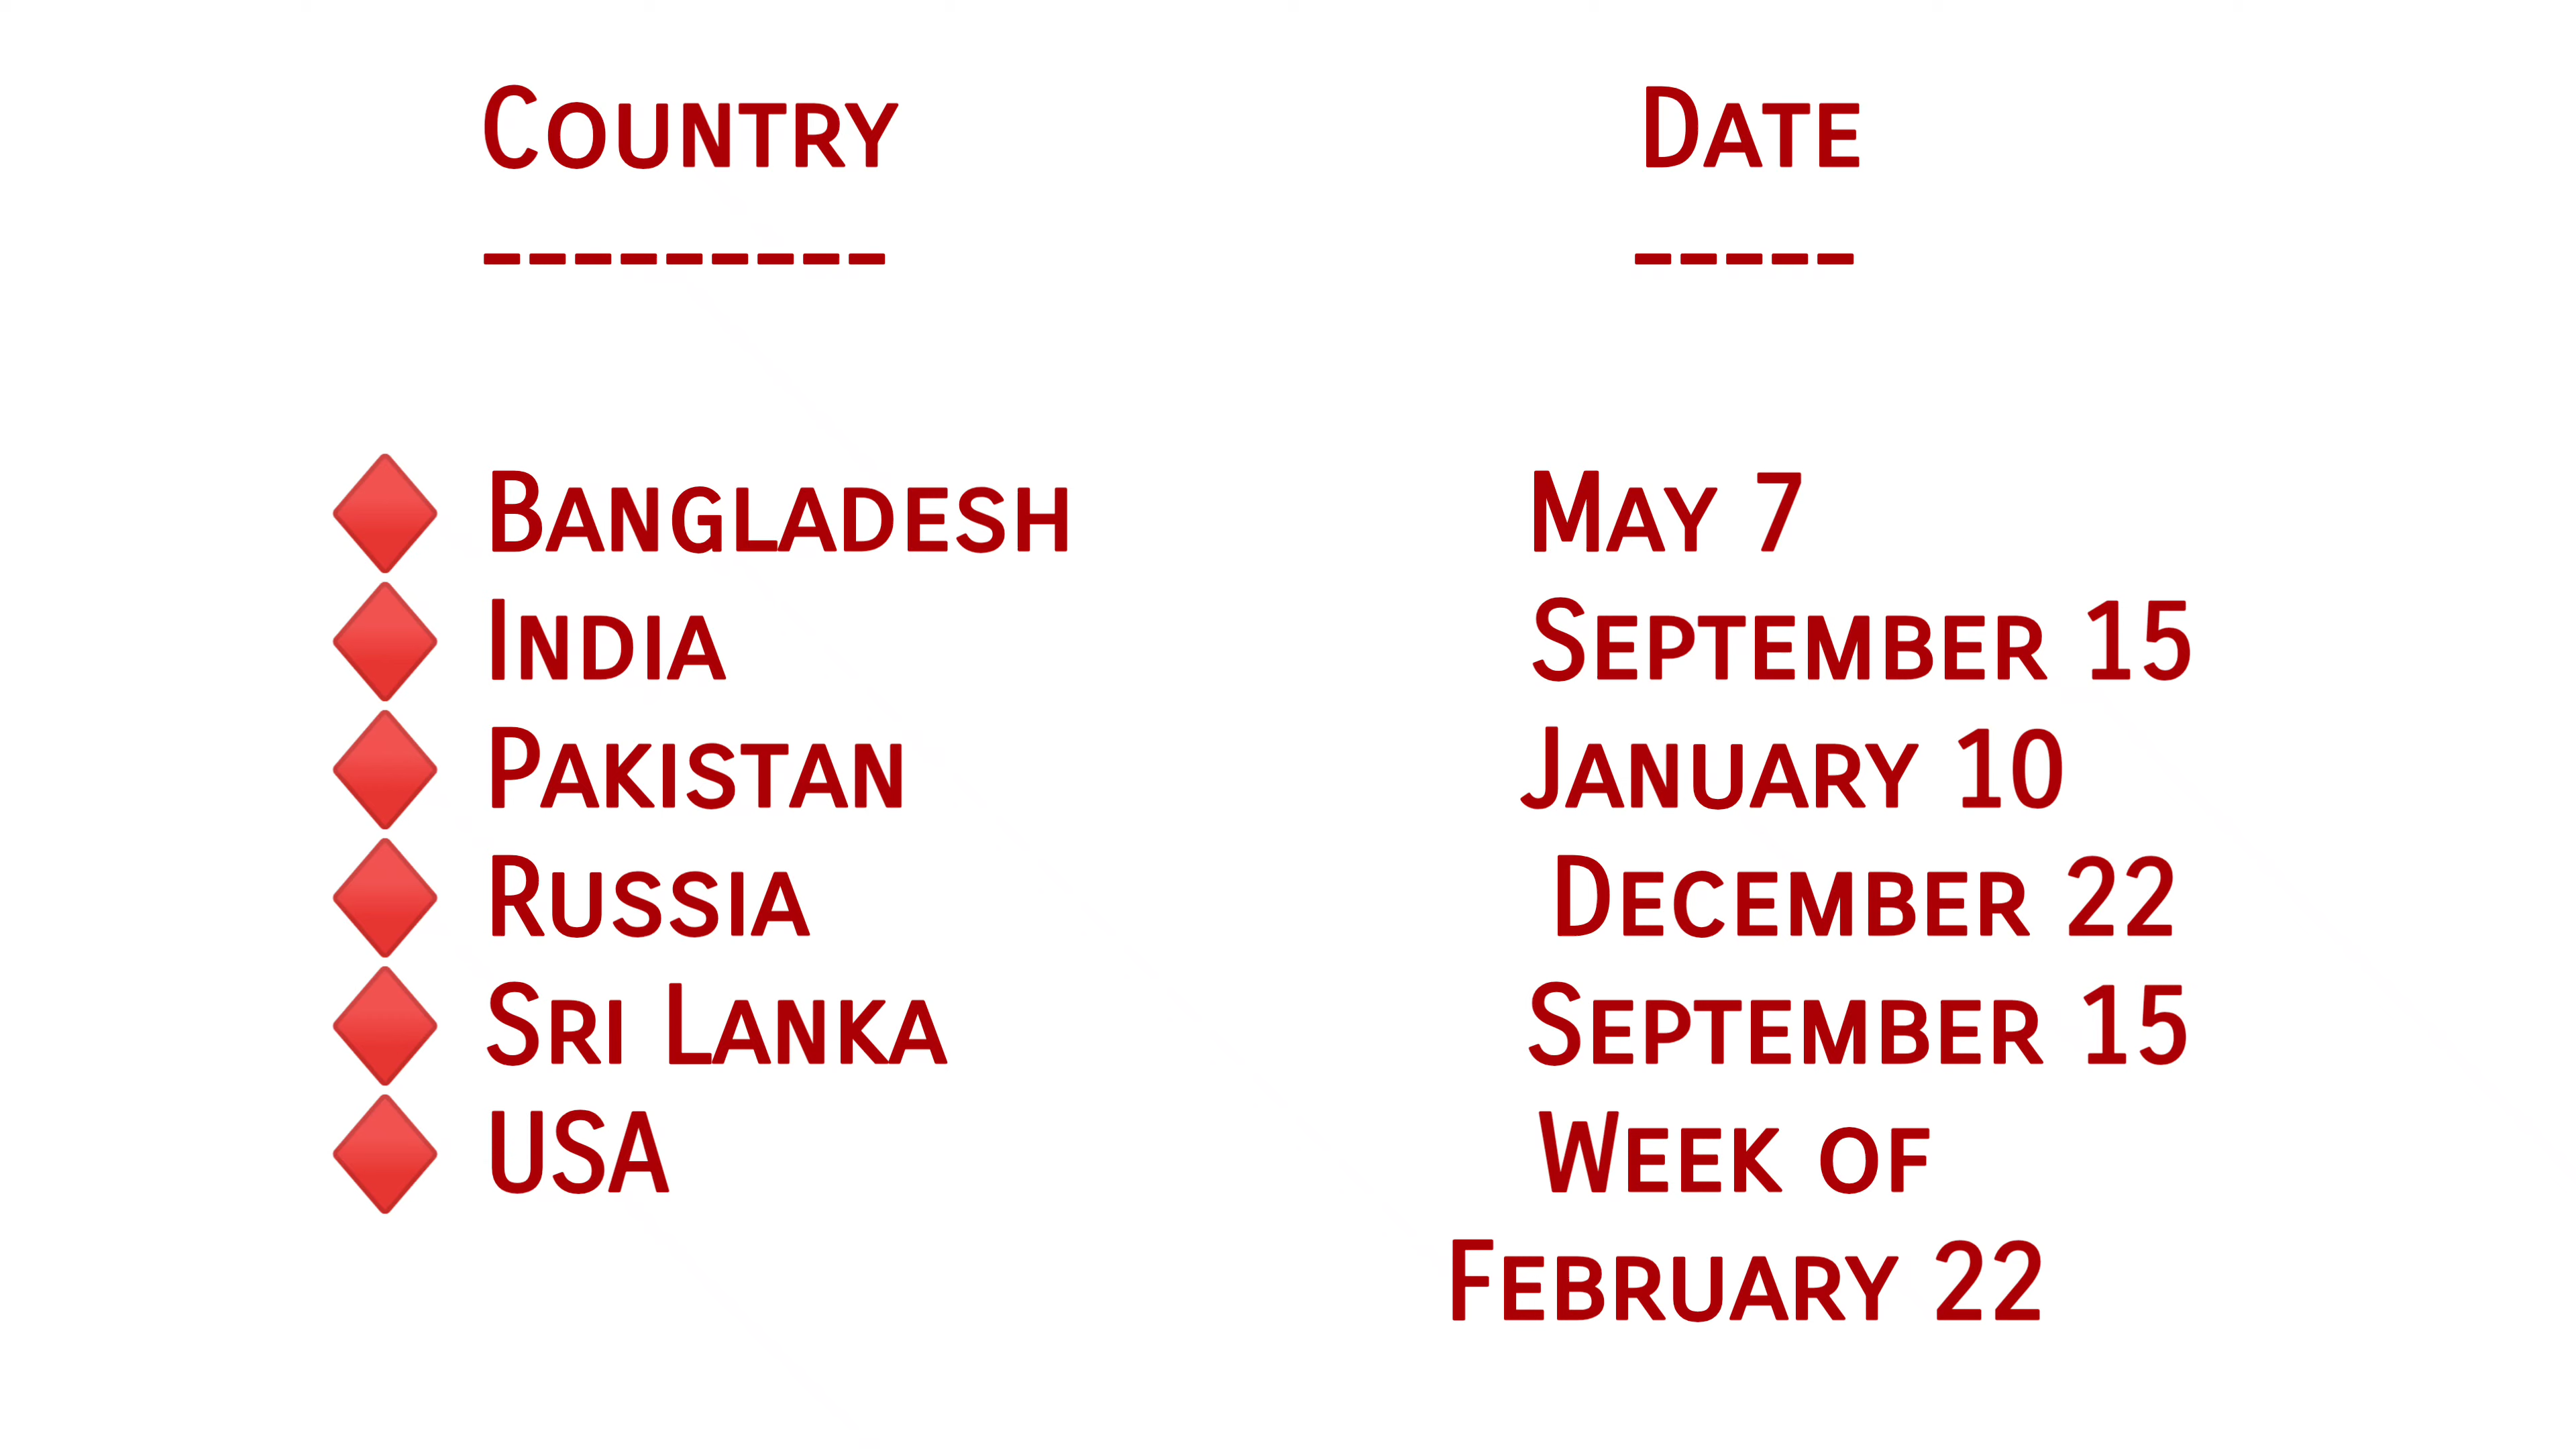 Country Date
--------- -----
♦ Bangladesh May 7
♦ India September 15
♦ Pakistan January 10
♦ Russia December 22
♦ Sri Lanka September 15
♦ USA Week of
February 22